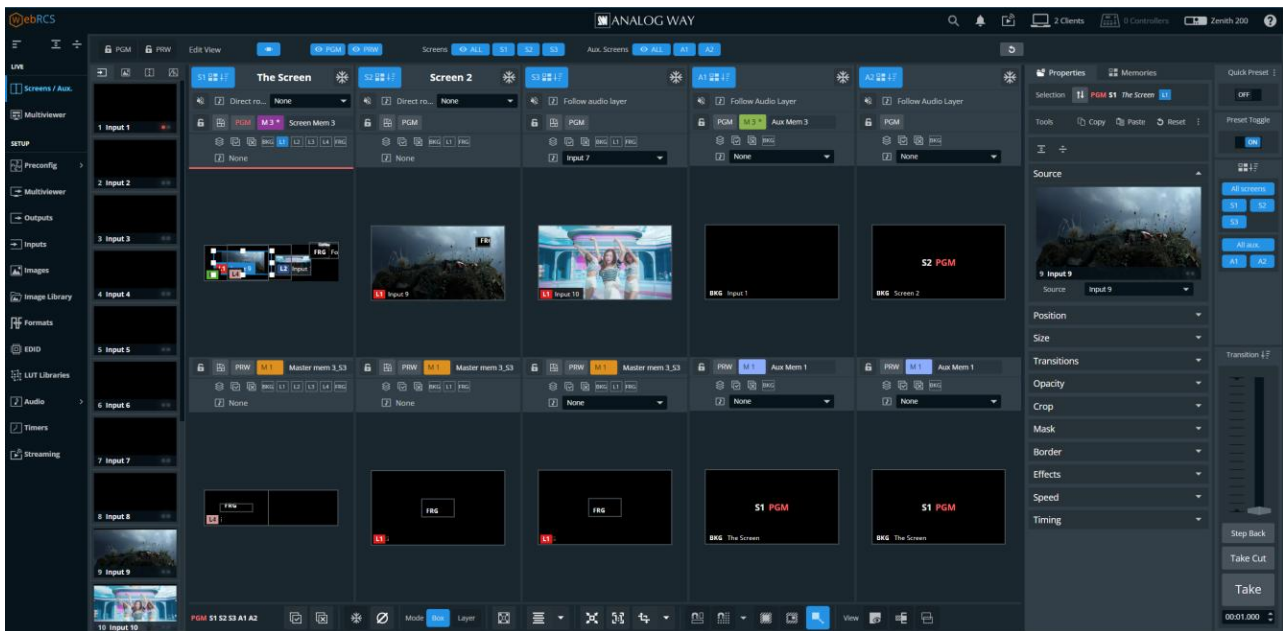 WebRCS
ANALOG WAY
2 Clients
0 Controllers
Zenith 200
PGM
PRW
Edit View
PGM
PRW
Screens
ALL
S1
S2
S3
Aux. Screens
ALL
A1
A2
LIVE
Screens / Aux.
Multiviewer
SETUP
Preconfig
Multiviewer
Outputs
Inputs
Images
Image Library
Formats
EDID
LUT Libraries
Audio
Timers
Streaming
1 Input 1
2 Input 2
3 Input 3
4 Input 4
5 Input 5
6 Input 6
7 Input 7
8 Input 8
9 Input 9
10 Input 10
S1
The Screen
Direct ro... None
PGM M 3 * Screen Mem 3
BKG L1 L2 L3 L4 FRG
None
FRG
L2 Input
L4
PRW M 1 Master mem 3_S3
BKG L1 L2 L3 L4 FRG
None
FRG
L4
S2
Screen 2
Direct ro... None
PGM
BKG L1 FRG
None
L1 Input 9
PRW M 1 Master mem 3_S3
BKG L1 FRG
None
FRG
L1
S3
Follow audio layer
PGM
BKG L1 FRG
Input 7
L1 Input 10
PRW M 1 Master mem 3_S3
BKG L1 FRG
None
FRG
L1
A1
Follow Audio Layer
PGM M 3 * Aux Mem 3
BKG
None
BKG Input 1
PRW M 1 Aux Mem 1
BKG
None
S1 PGM
BKG The Screen
A2
Follow Audio Layer
PGM
BKG
None
S2 PGM
BKG Screen 2
PRW M 1 Aux Mem 1
BKG
None
S1 PGM
BKG The Screen
Properties
Memories
Selection PGM S1 The Screen L1
Tools Copy Paste Reset
Source
9 Input 9
Source Input 9
Position
Size
Transitions
Opacity
Crop
Mask
Border
Effects
Speed
Timing
Quick Preset
OFF
Preset Toggle
ON
All screens
S1 S2
S3
All aux.
A1 A2
Transition
Step Back
Take Cut
Take
00:01.000
PGM S1 S2 S3 A1 A2
Mode Box Layer
View